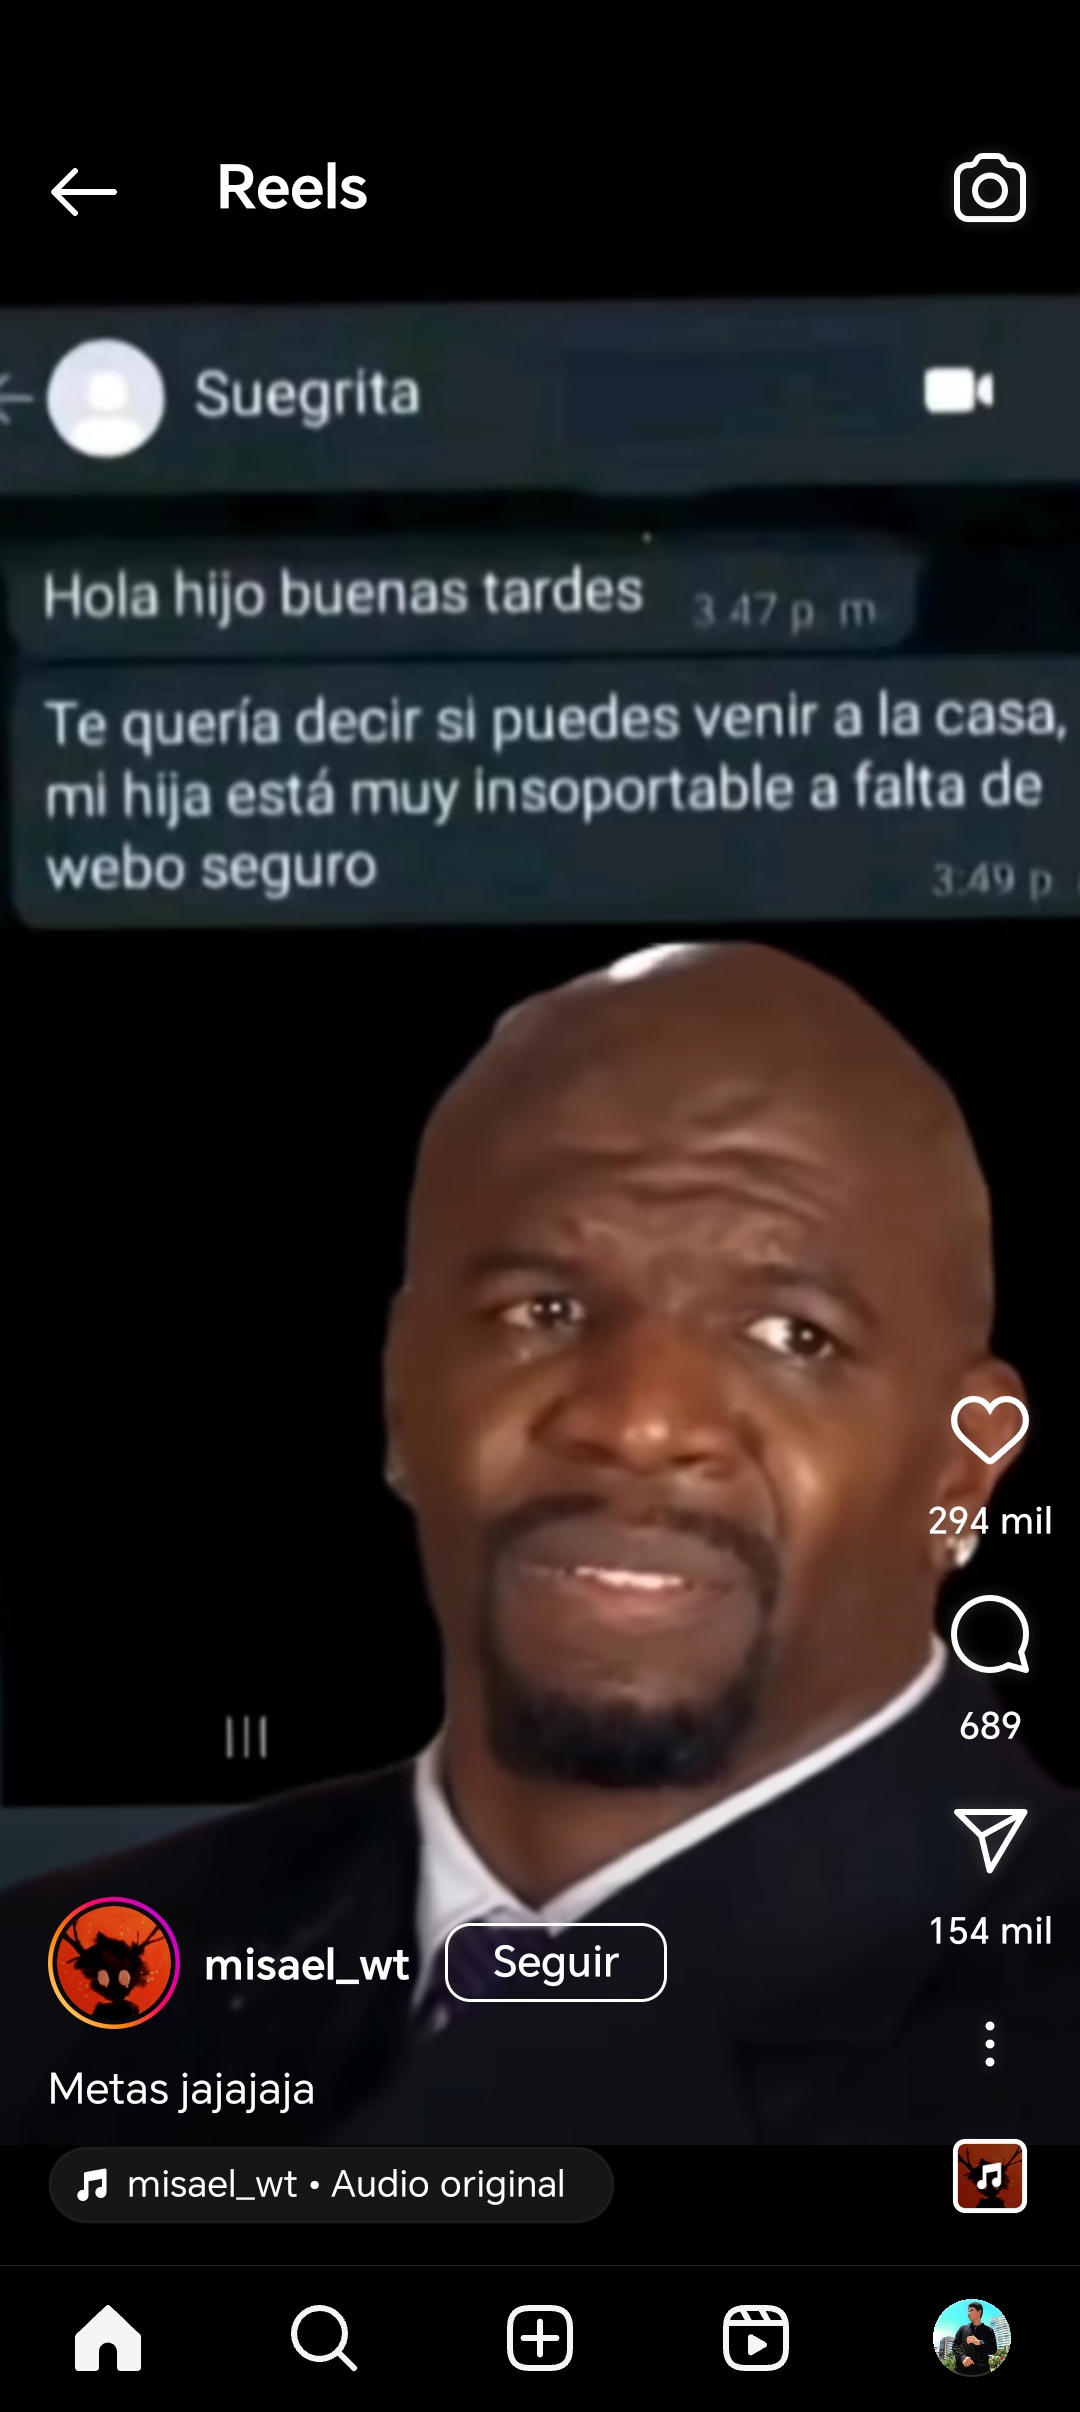 Reels
Suegrita
Hola hijo buenas tardes 3 47 p m
Te quería decir si puedes venir a la casa,
mi hija está muy insoportable a falta de
webo seguro 3:49 p
294 mil
689
154 mil
misael_wt Seguir
Metas jajajaja
misael_wt • Audio original